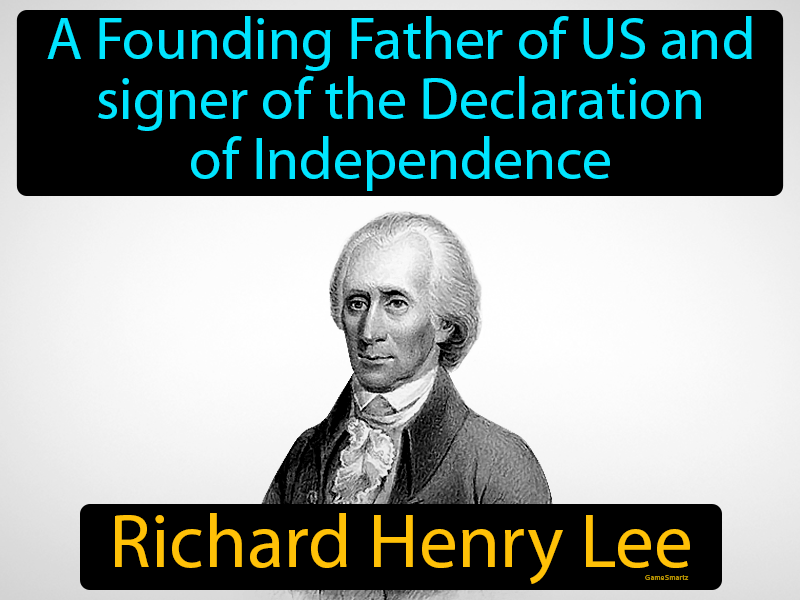 A Founding Father of US and
signer of the Declaration
of Independence
Richard Henry Lee
GameSmartz